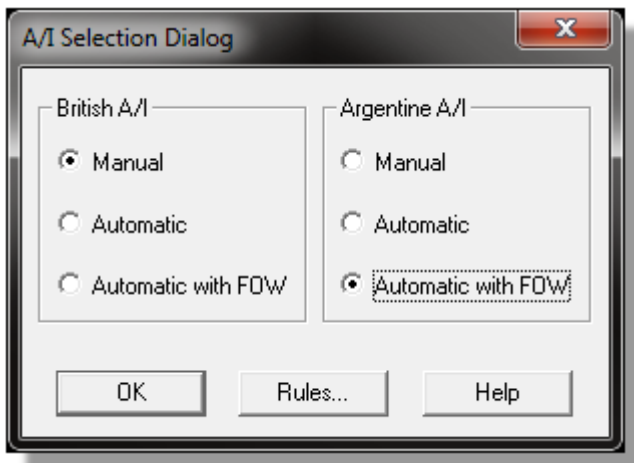 A/I Selection Dialog
British A/I
Manual
Automatic
Automatic with FOW
Argentine A/I
Manual
Automatic
Automatic with FOW
OK
Rules...
Help